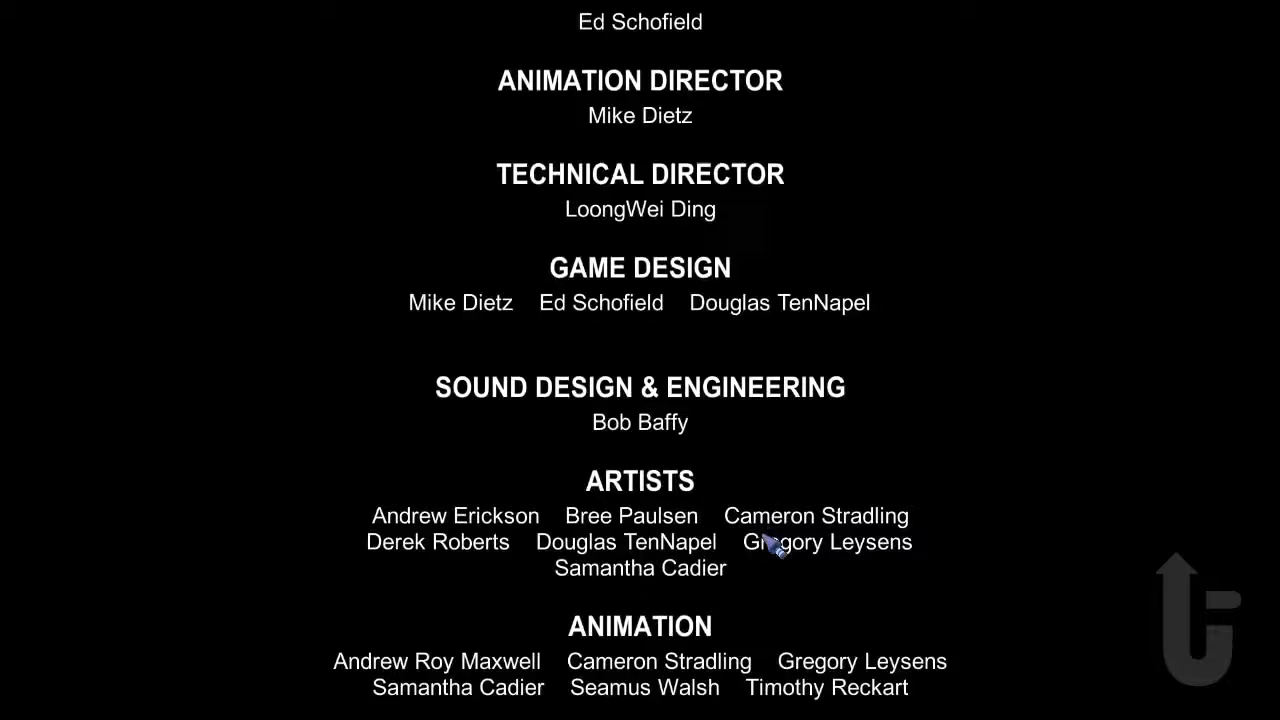 Ed Schofield
ANIMATION DIRECTOR
Mike Dietz
TECHNICAL DIRECTOR
LoongWei Ding
GAME DESIGN
Mike Dietz Ed Schofield Douglas TenNapel
SOUND DESIGN & ENGINEERING
Bob Baffy
ARTISTS
Andrew Erickson Bree Paulsen Cameron Stradling
Derek Roberts Douglas TenNapel Gregory Leysens
Samantha Cadier
ANIMATION
Andrew Roy Maxwell Cameron Stradling Gregory Leysens
Samantha Cadier Seamus Walsh Timothy Reckart